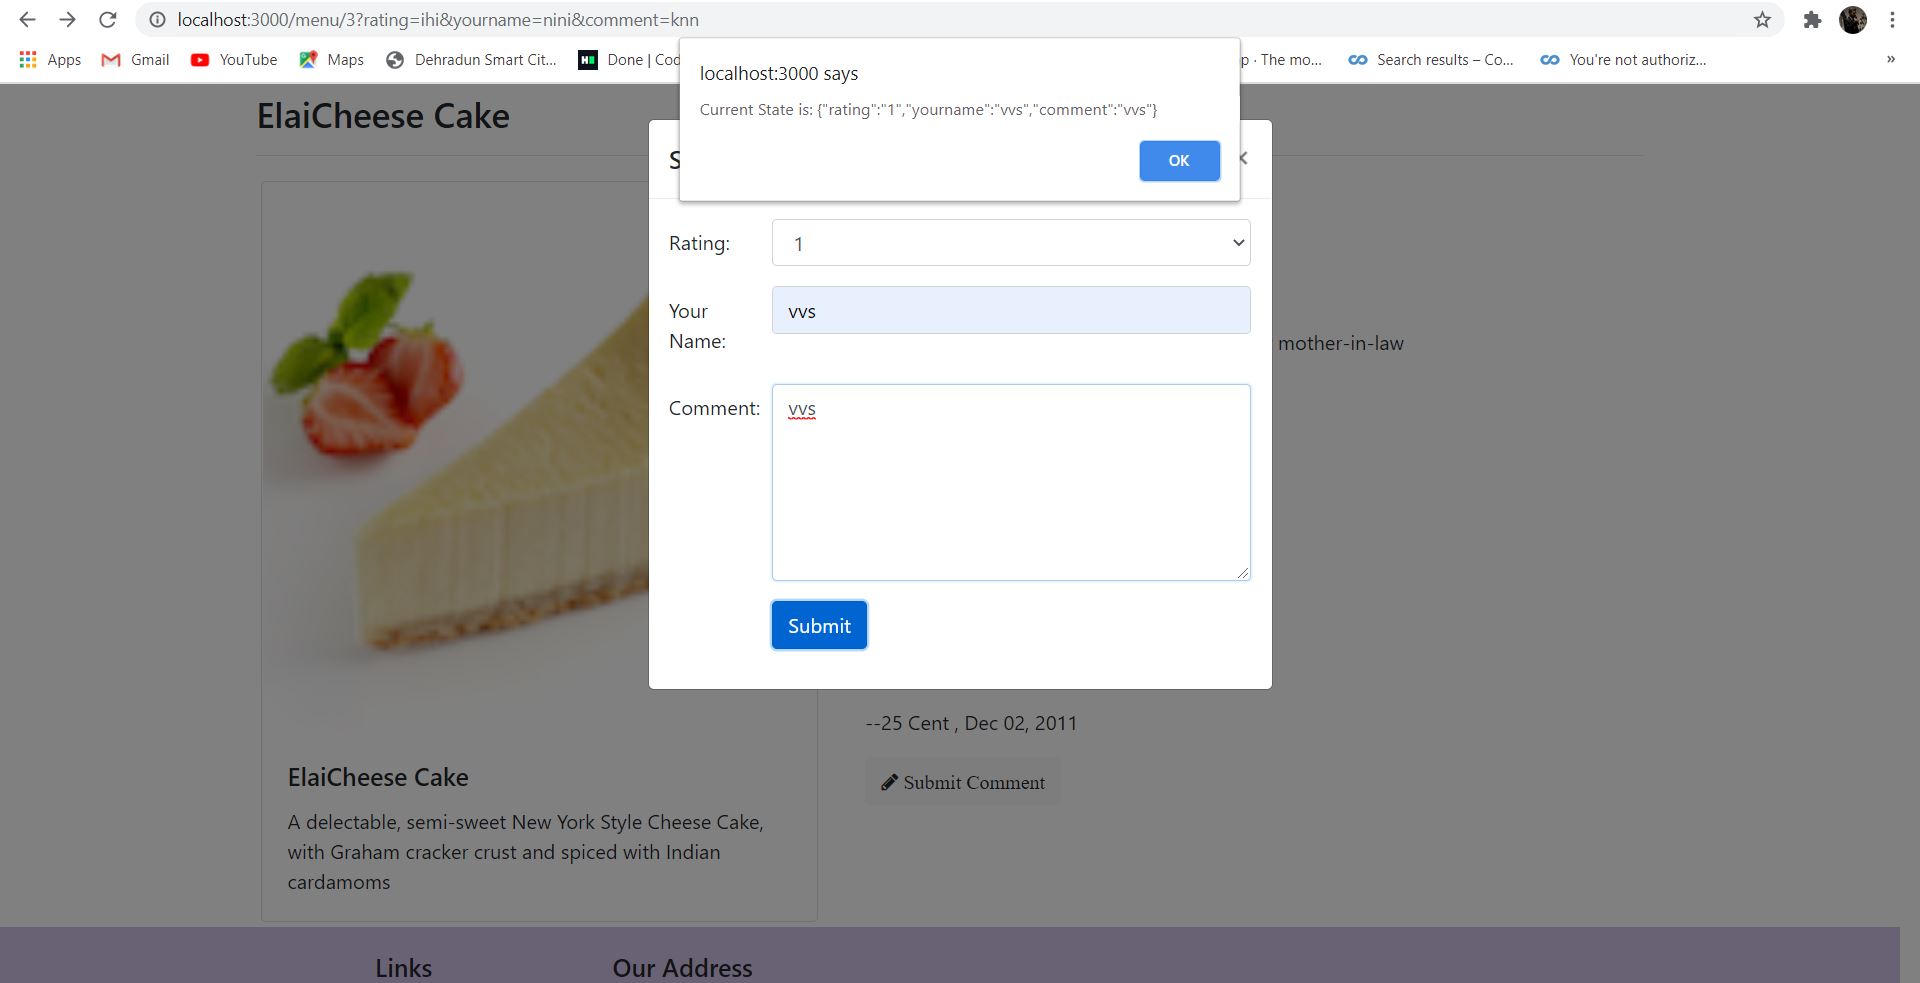 localhost:3000/menu/3?rating=ihi&yourname=nini&comment=knn
Apps
Gmail
YouTube
Maps
Dehradun Smart Cit...
Done | Cod
p · The mo...
Search results – Co...
You're not authoriz...
»
localhost:3000 says
Current State is: {"rating":"1","yourname":"vvs","comment":"vvs"}
OK
ElaiCheese Cake
S
Rating:
1
Your
Name:
vvs
mother-in-law
Comment:
vvs
Submit
--25 Cent , Dec 02, 2011
Submit Comment
ElaiCheese Cake
A delectable, semi-sweet New York Style Cheese Cake,
with Graham cracker crust and spiced with Indian
cardamoms
Links
Our Address